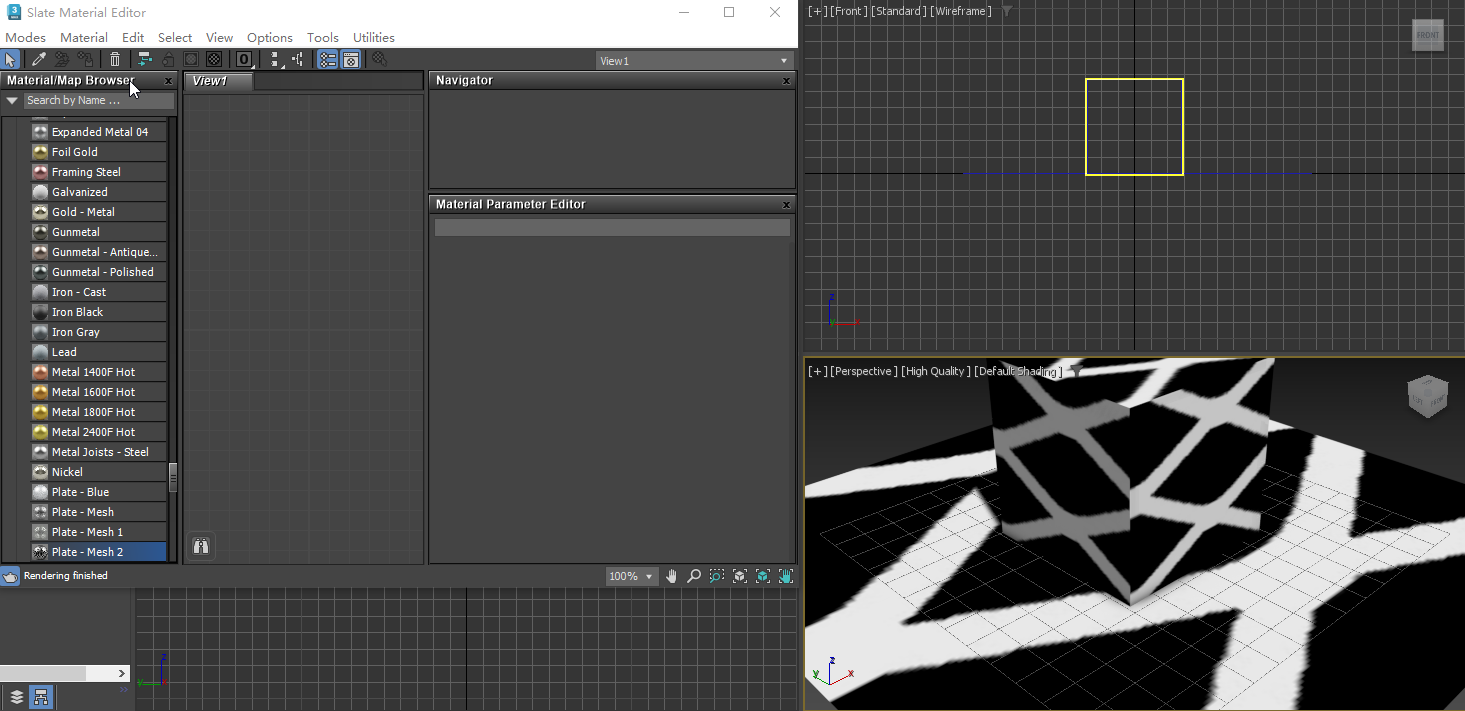 Slate Material Editor
Modes Material Edit Select View Options Tools Utilities
View1
Material/Map Browser
Search by Name ...
Expanded Metal 04
Foil Gold
Framing Steel
Galvanized
Gold - Metal
Gunmetal
Gunmetal - Antique...
Gunmetal - Polished
Iron - Cast
Iron Black
Iron Gray
Lead
Metal 1400F Hot
Metal 1600F Hot
Metal 1800F Hot
Metal 2400F Hot
Metal Joists - Steel
Nickel
Plate - Blue
Plate - Mesh
Plate - Mesh 1
Plate - Mesh 2
View1
Navigator
Material Parameter Editor
Rendering finished
100%
z
y
[+] [Front ] [Standard ] [Wireframe ]
FRONT
z
y
x
[+] [Perspective ] [High Quality ] [Default Shading ]
z
y
x